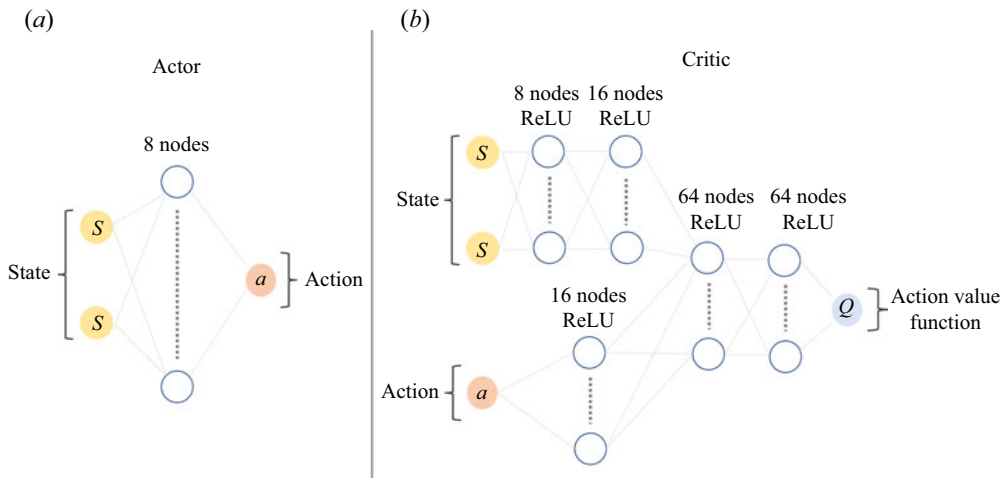 (a)
Actor
8 nodes
S
State
S
a
Action
(b)
Critic
8 nodes
ReLU
16 nodes
ReLU
S
State
S
64 nodes
ReLU
64 nodes
ReLU
16 nodes
ReLU
Q
Action value
function
Action
a